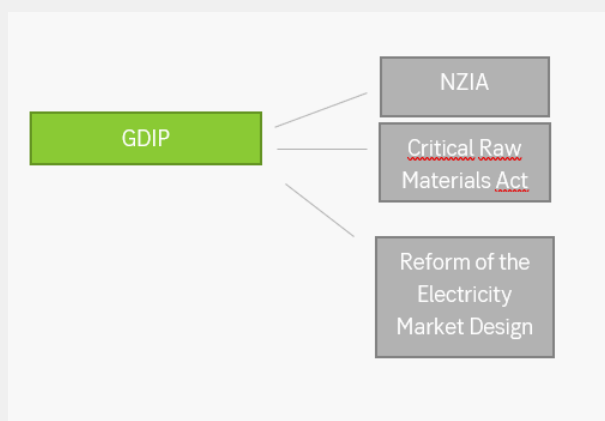 GDIP
NZIA
Critical Raw
Materials Act
Reform of the
Electricity
Market Design